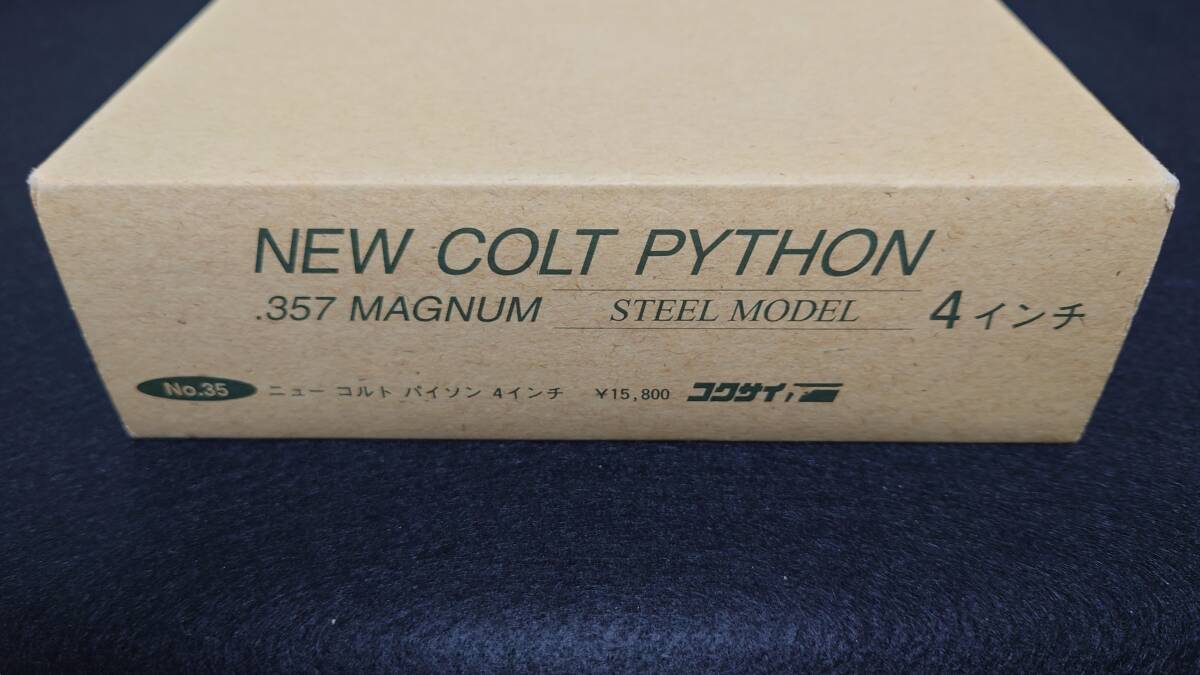 NEW COLT PYTHON
.357 MAGNUM STEEL MODEL 4インチ
No.35 ニュー コルト パイソン 4インチ ¥15,800 コクサイ